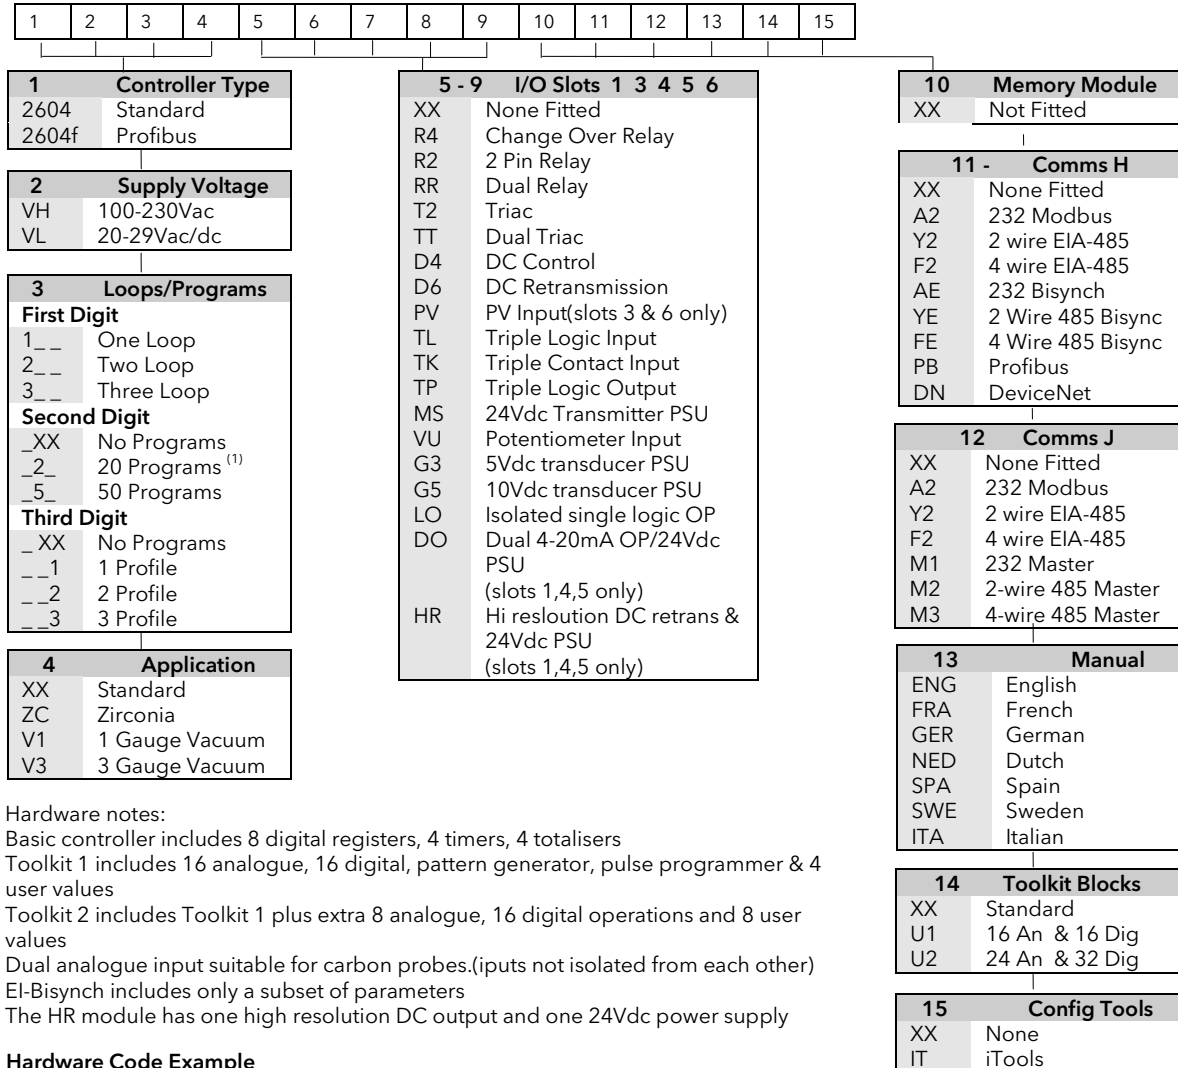 1 2 3 4 5 6 7 8 9 10 11 12 13 14 15
1 Controller Type
2604 Standard
2604f Profibus
2 Supply Voltage
VH 100-230Vac
VL 20-29Vac/dc
3 Loops/Programs
First Digit
1_ _ One Loop
2_ _ Two Loop
3_ _ Three Loop
Second Digit
_XX No Programs
_2_ 20 Programs (1)
_5_ 50 Programs
Third Digit
_ XX No Programs
_ _1 1 Profile
_ _2 2 Profile
_ _3 3 Profile
4 Application
XX Standard
ZC Zirconia
V1 1 Gauge Vacuum
V3 3 Gauge Vacuum
5 - 9 I/O Slots 1 3 4 5 6
XX None Fitted
R4 Change Over Relay
R2 2 Pin Relay
RR Dual Relay
T2 Triac
TT Dual Triac
D4 DC Control
D6 DC Retransmission
PV PV Input(slots 3 & 6 only)
TL Triple Logic Input
TK Triple Contact Input
TP Triple Logic Output
MS 24Vdc Transmitter PSU
VU Potentiometer Input
G3 5Vdc transducer PSU
G5 10Vdc transducer PSU
LO Isolated single logic OP
DO Dual 4-20mA OP/24Vdc
PSU
(slots 1,4,5 only)
HR Hi resloution DC retrans &
24Vdc PSU
(slots 1,4,5 only)
10 Memory Module
XX Not Fitted
11 - Comms H
XX None Fitted
A2 232 Modbus
Y2 2 wire EIA-485
F2 4 wire EIA-485
AE 232 Bisynch
YE 2 Wire 485 Bisync
FE 4 Wire 485 Bisync
PB Profibus
DN DeviceNet
12 Comms J
XX None Fitted
A2 232 Modbus
Y2 2 wire EIA-485
F2 4 wire EIA-485
M1 232 Master
M2 2-wire 485 Master
M3 4-wire 485 Master
13 Manual
ENG English
FRA French
GER German
NED Dutch
SPA Spain
SWE Sweden
ITA Italian
14 Toolkit Blocks
XX Standard
U1 16 An & 16 Dig
U2 24 An & 32 Dig
15 Config Tools
XX None
IT iTools
Hardware notes:
Basic controller includes 8 digital registers, 4 timers, 4 totalisers
Toolkit 1 includes 16 analogue, 16 digital, pattern generator, pulse programmer & 4
user values
Toolkit 2 includes Toolkit 1 plus extra 8 analogue, 16 digital operations and 8 user
values
Dual analogue input suitable for carbon probes.(iputs not isolated from each other)
EI-Bisynch includes only a subset of parameters
The HR module has one high resolution DC output and one 24Vdc power supply
Hardware Code Example